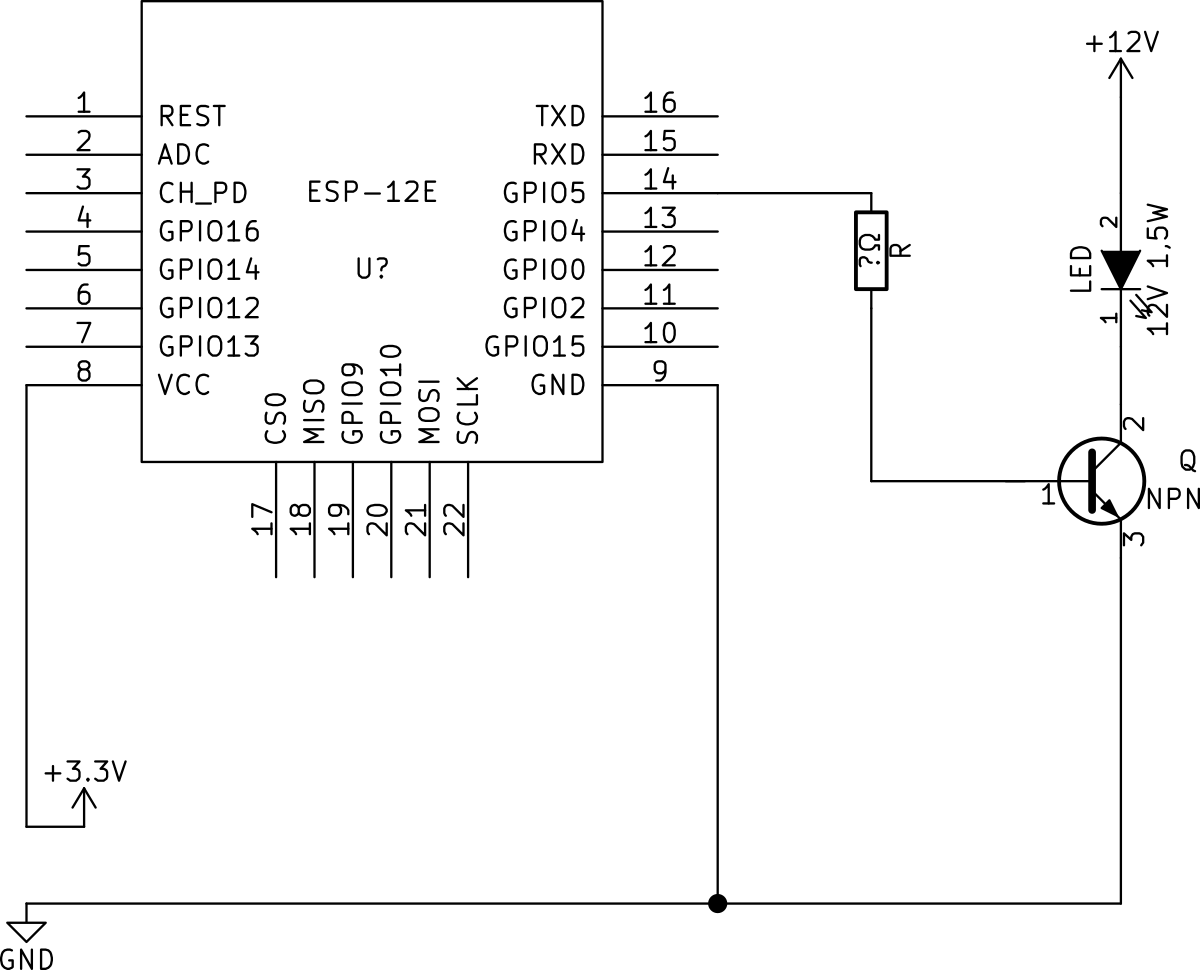 +12V
1 REST
2 ADC
3 CH_PD
4 GPIO16
5 GPIO14
6 GPIO12
7 GPIO13
8 VCC
ESP-12E
U?
TXD 16
RXD 15
GPIO5 14
GPIO4 13
GPIO0 12
GPIO2 11
GPIO15 10
GND 9
CS0 17
MISO 18
GPIO9 19
GPIO10 20
MOSI 21
SCLK 22
?Ω
R
2
LED
12V 1,5W
1
2
Q
1
NPN
3
+3.3V
GND